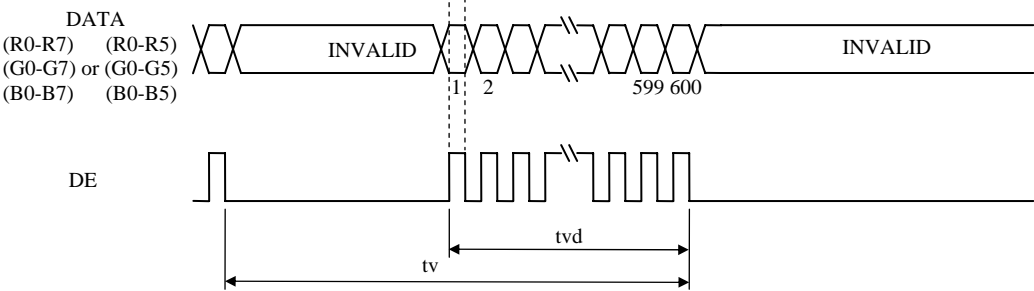 DATA
(R0-R7) (R0-R5)
(G0-G7) or (G0-G5)
(B0-B7) (B0-B5)
INVALID
INVALID
1 2 599 600
DE
tvd
tv